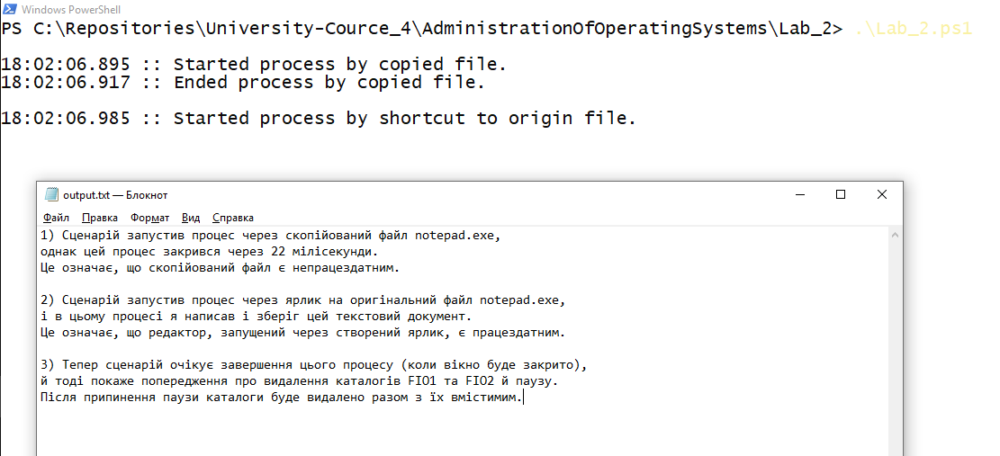 Windows PowerShell
PS C:\Repositories\University-Cource_4\AdministrationOfOperatingSystems\Lab_2> .\Lab_2.ps1
18:02:06.895 :: Started process by copied file.
18:02:06.917 :: Ended process by copied file.
18:02:06.985 :: Started process by shortcut to origin file.
output.txt — Блокнот
Файл Правка Формат Вид Справка
1) Сценарій запустив процес через скопійований файл notepad.exe,
однак цей процес закрився через 22 мілісекунди.
Це означає, що скопійований файл є непрацездатним.
2) Сценарій запустив процес через ярлик на оригінальний файл notepad.exe,
і в цьому процесі я написав і зберіг цей текстовий документ.
Це означає, що редактор, запущений через створений ярлик, є працездатним.
3) Тепер сценарій очікує завершення цього процесу (коли вікно буде закрито),
й тоді покаже попередження про видалення каталогів FIO1 та FIO2 й паузу.
Після припинення паузи каталоги буде видалено разом з їх вмістимим.